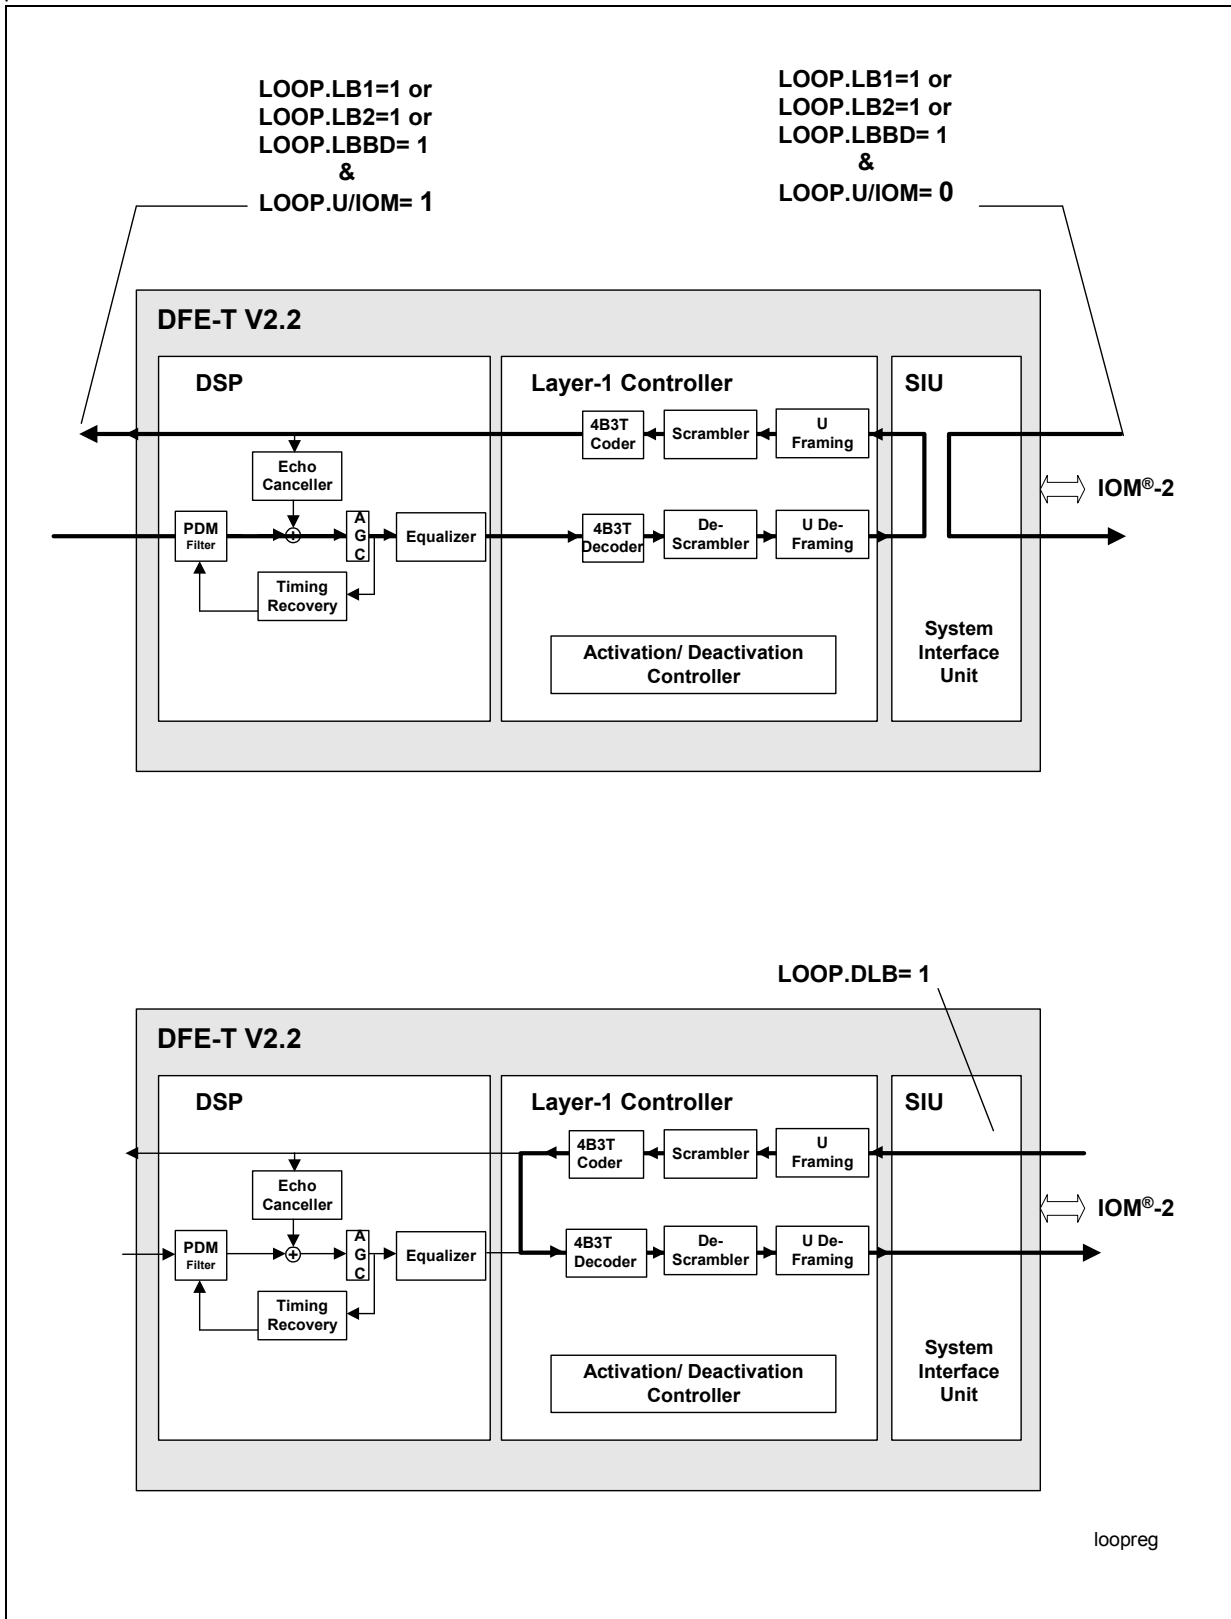 LOOP.LB1=1 or
LOOP.LB2=1 or
LOOP.LBBD= 1
&
LOOP.U/IOM= 1
LOOP.LB1=1 or
LOOP.LB2=1 or
LOOP.LBBD= 1
&
LOOP.U/IOM= 0
DFE-T V2.2
DSP
Layer-1 Controller
SIU
4B3T
Coder
Scrambler
U
Framing
Echo
Canceller
IOM®-2
PDM
Filter
+
A
G
C
Equalizer
4B3T
Decoder
De-
Scrambler
U De-
Framing
Timing
Recovery
Activation/ Deactivation
Controller
System
Interface
Unit
LOOP.DLB= 1
DFE-T V2.2
DSP
Layer-1 Controller
SIU
4B3T
Coder
Scrambler
U
Framing
Echo
Canceller
IOM®-2
PDM
Filter
+
A
G
C
Equalizer
4B3T
Decoder
De-
Scrambler
U De-
Framing
Timing
Recovery
Activation/ Deactivation
Controller
System
Interface
Unit
loopreg